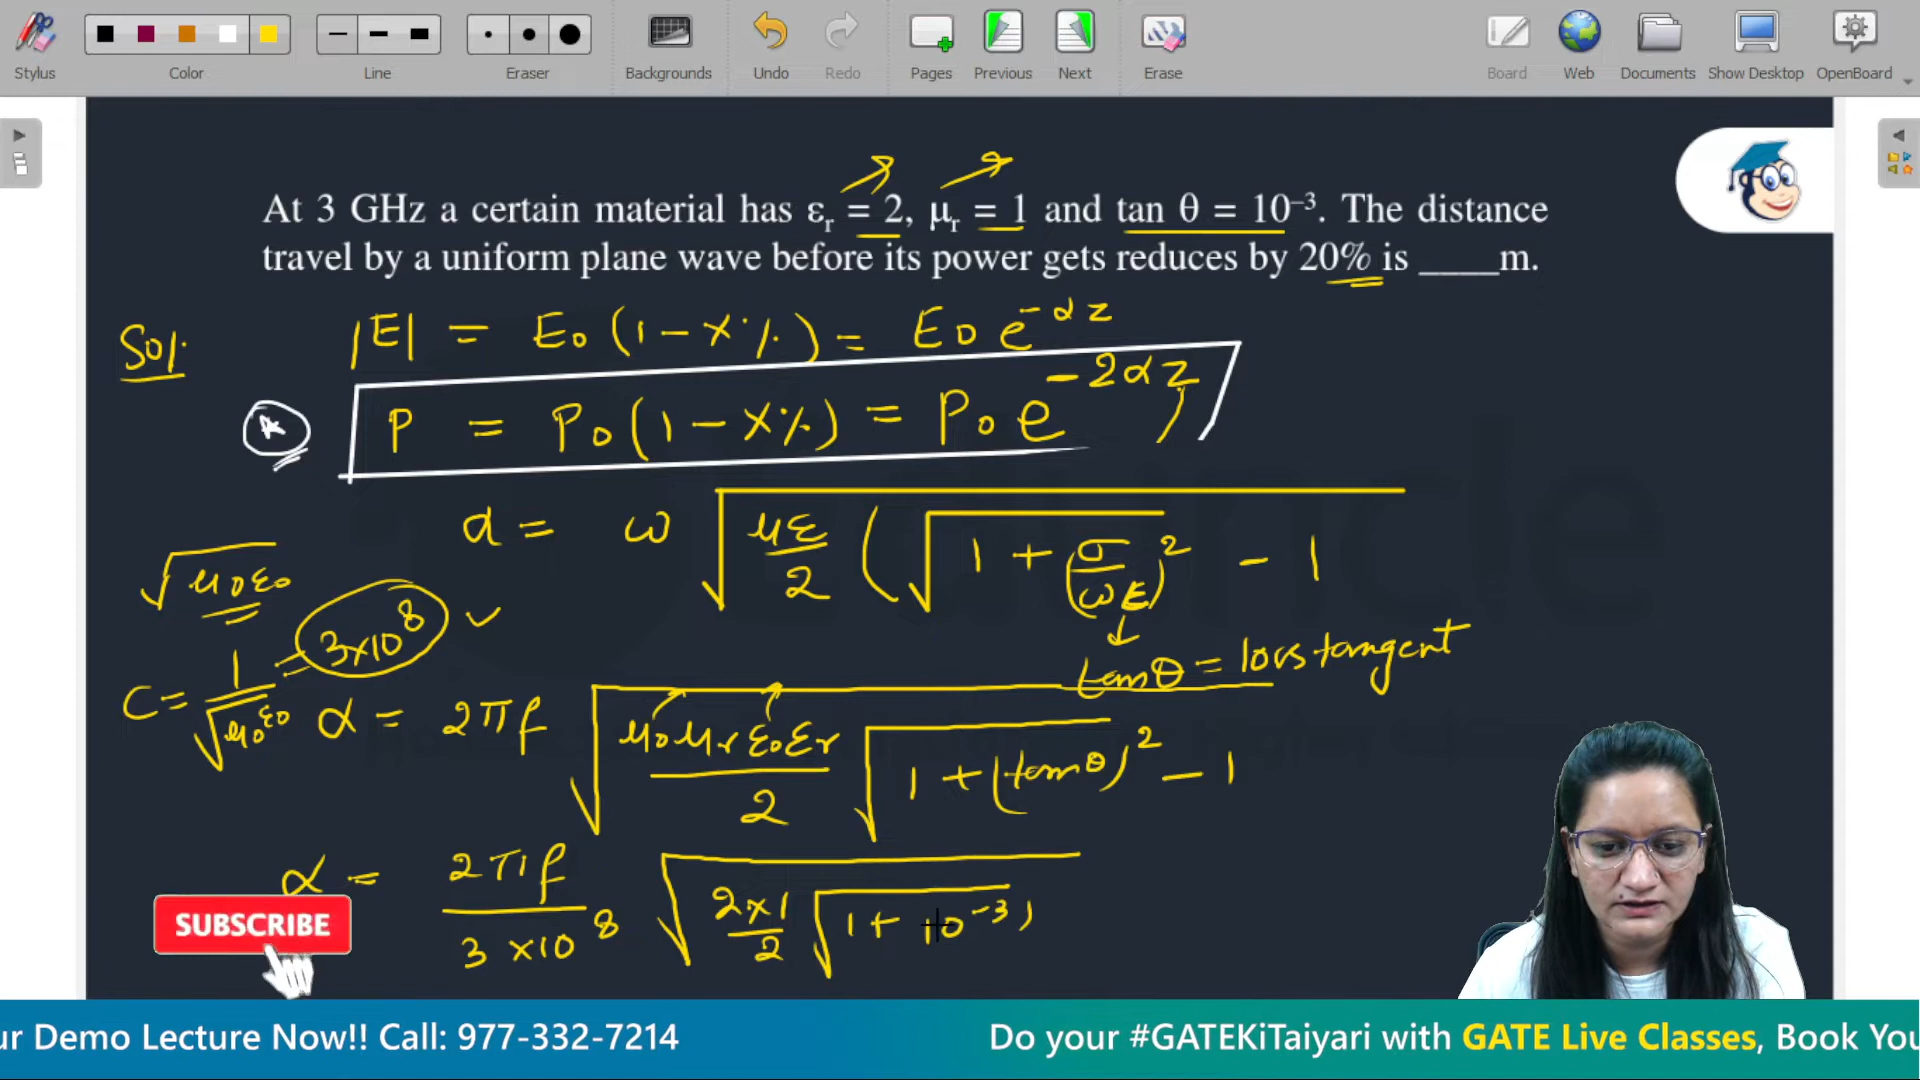 Stylus Color Line Eraser Backgrounds Undo Redo Pages Previous Next Erase Board Web Documents Show Desktop OpenBoard
At 3 GHz a certain material has εr = 2, μr = 1 and tan θ = 10⁻³. The distance
travel by a uniform plane wave before its power gets reduces by 20% is ____m.
Sol. |E| = E₀ (1 - X%) = E₀ e^(-αz)
P = P₀ (1 - X%) = P₀ e^(-2αz)
α = ω √(με/2 (√(1 + (σ/ωε)²) - 1
√μ₀ε₀
tanθ = loss tangent
C = 1/√μ₀ε₀ = 3×10⁸
α = 2πf √(μ₀μrε₀εr/2 √(1 + (tanθ)²) - 1
α = 2πf/3×10⁸ √(2×1/2 √(1 + 10⁻³)
SUBSCRIBE
ur Demo Lecture Now!! Call: 977-332-7214 Do your #GATEKiTaiyari with GATE Live Classes, Book You